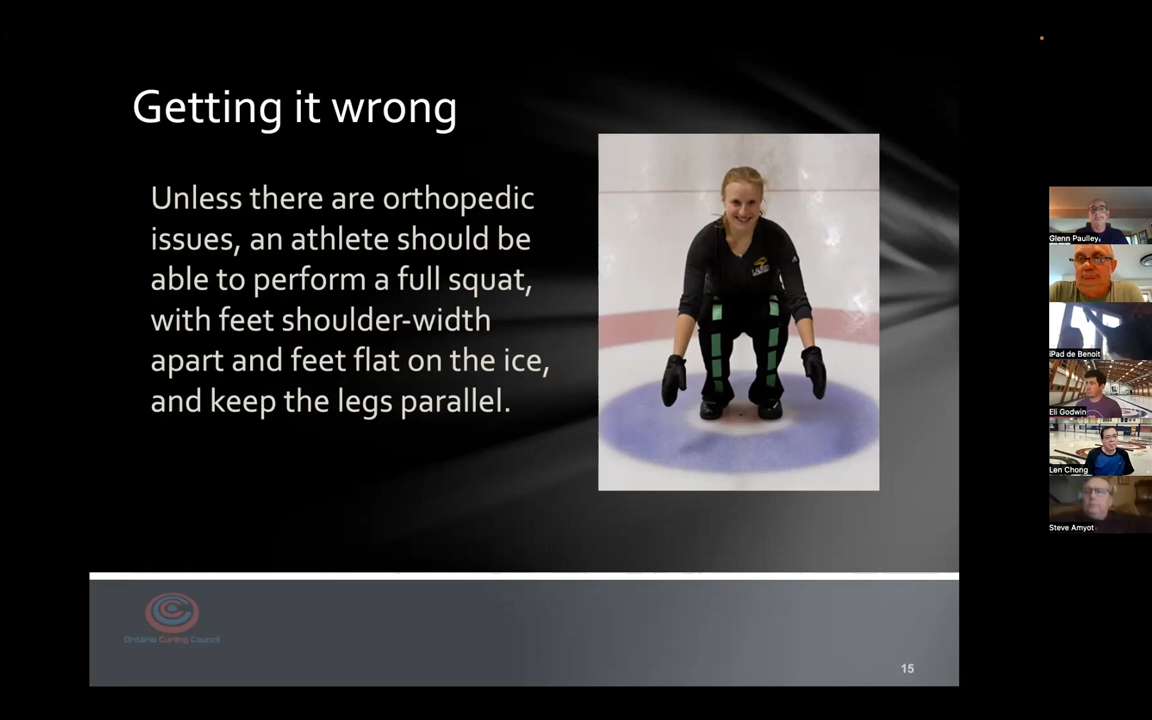 Getting it wrong
Unless there are orthopedic
issues, an athlete should be
able to perform a full squat,
with feet shoulder-width
apart and feet flat on the ice,
and keep the legs parallel.
Ontario Curling Council
15
Glenn Paulley
iPad de Benoit
Eli Godwin
Len Chong
Steve Amyot